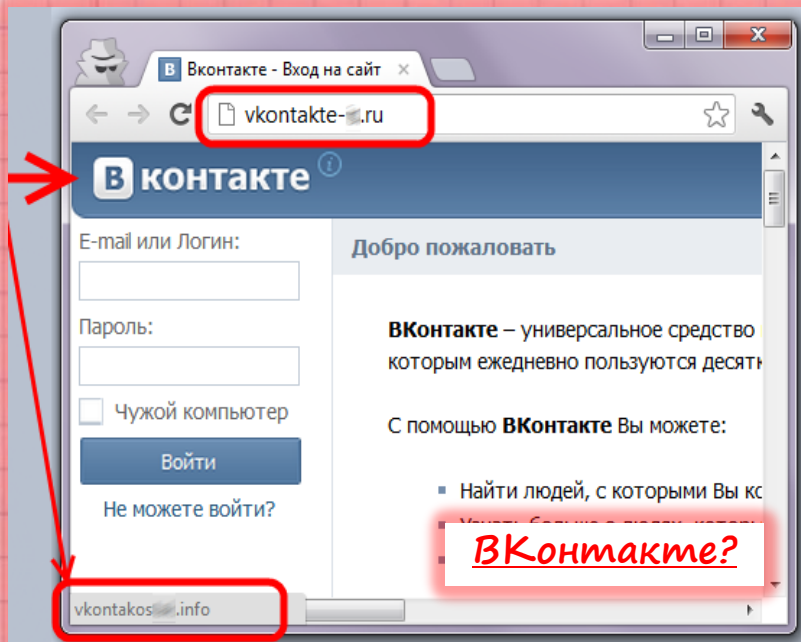 Вконтакте - Вход на сайт
vkontakte- .ru
В контакте
E-mail или Логин:
Пароль:
Чужой компьютер
Войти
Не можете войти?
Добро пожаловать
ВКонтакте – универсальное средство
которым ежедневно пользуются десятк
С помощью ВКонтакте Вы можете:
Найти людей, с которыми Вы ко
ВКонтакте?
vkontakos .info